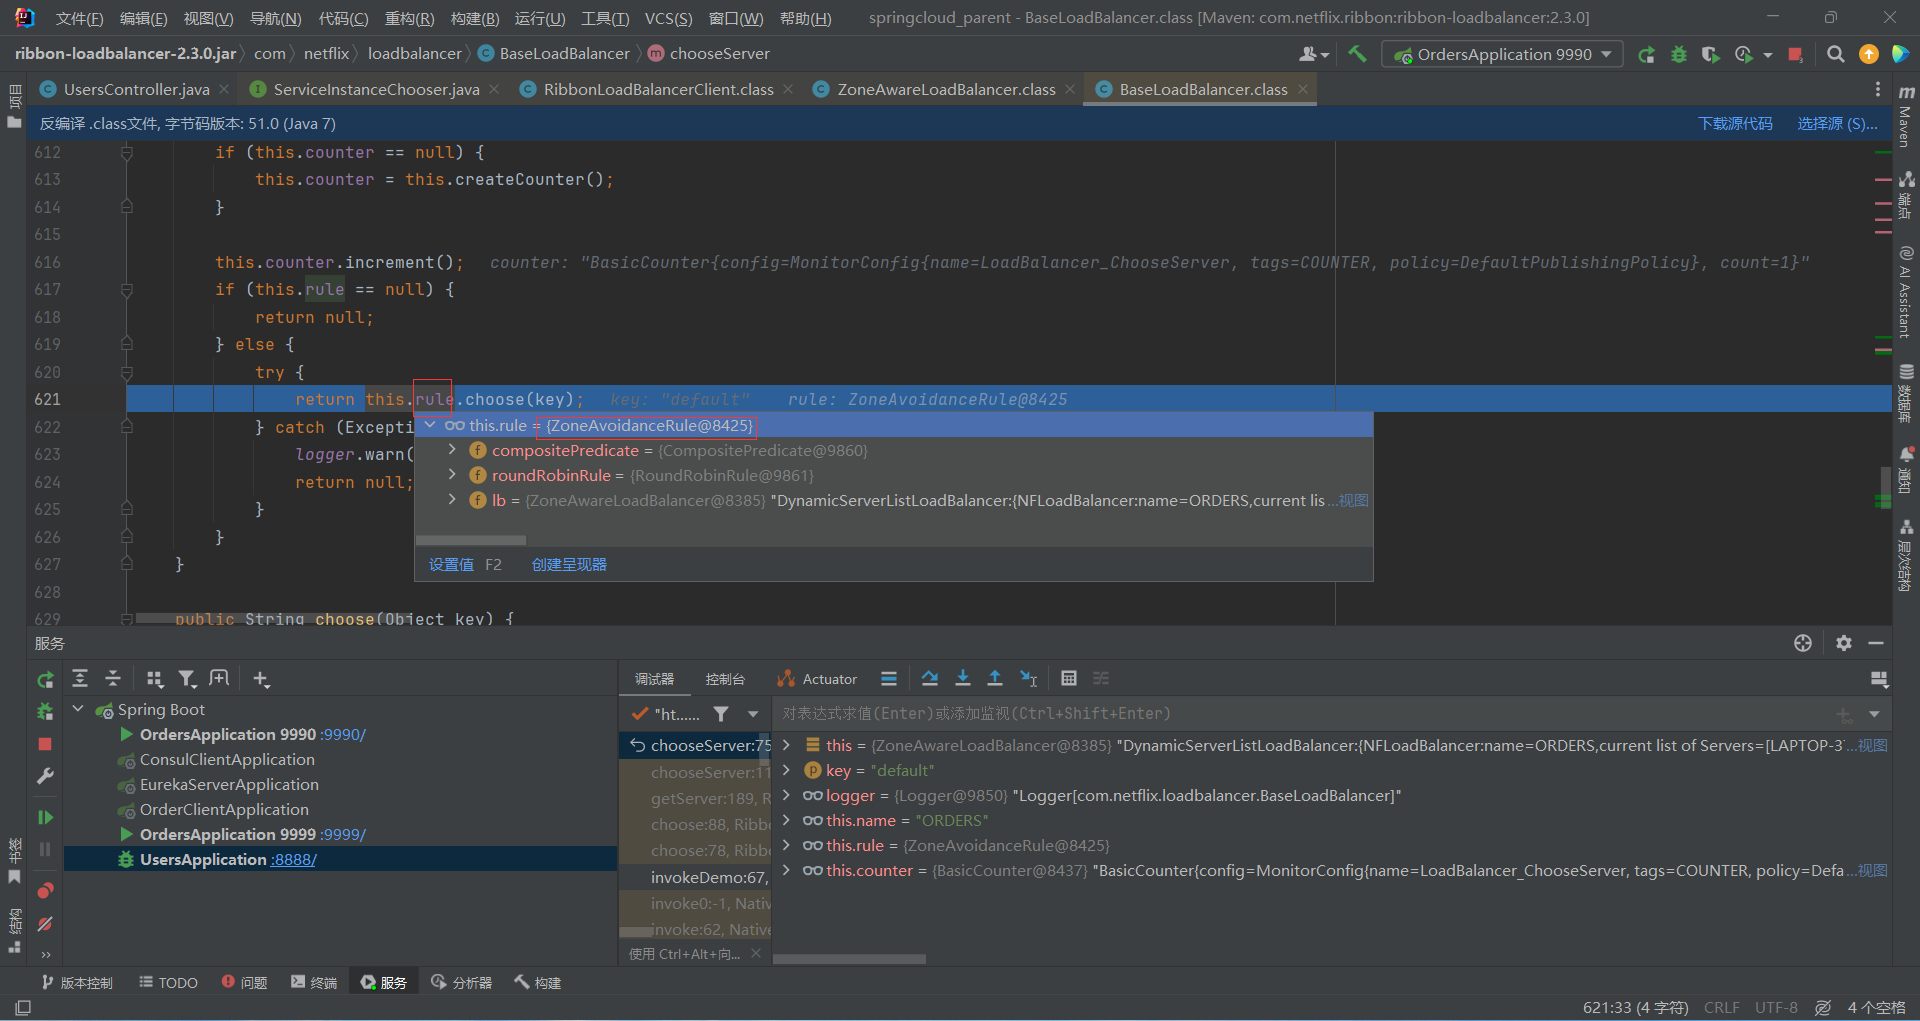 文件(F) 编辑(E) 视图(V) 导航(N) 代码(C) 重构(R) 构建(B) 运行(U) 工具(T) VCS(S) 窗口(W) 帮助(H) springcloud_parent - BaseLoadBalancer.class [Maven: com.netflix.ribbon:ribbon-loadbalancer:2.3.0]
ribbon-loadbalancer-2.3.0.jar com netflix loadbalancer BaseLoadBalancer chooseServer OrdersApplication 9990
UsersController.java ServiceInstanceChooser.java RibbonLoadBalancerClient.class ZoneAwareLoadBalancer.class BaseLoadBalancer.class
反编译 .class文件, 字节码版本: 51.0 (Java 7) 下载源代码 选择源 (S)...
612 if (this.counter == null) {
613 this.counter = this.createCounter();
614 }
615
616 this.counter.increment(); counter: "BasicCounter{config=MonitorConfig{name=LoadBalancer_ChooseServer, tags=COUNTER, policy=DefaultPublishingPolicy}, count=1}"
617 if (this.rule == null) {
618 return null;
619 } else {
620 try {
621 return this.rule.choose(key); key: "default" rule: ZoneAvoidanceRule@8425
622 } catch (Excepti
623 logger.warn(
624 return null;
625 }
626 }
627 }
628
629 public String choose(Object key) {
this.rule = {ZoneAvoidanceRule@8425}
compositePredicate = {CompositePredicate@9860}
roundRobinRule = {RoundRobinRule@9861}
lb = {ZoneAwareLoadBalancer@8385} "DynamicServerListLoadBalancer:{NFLoadBalancer:name=ORDERS,current lis ...视图
设置值 F2 创建呈现器
项目
书签
结构
Maven
端点
AI Assistant
数据库
通知
层次结构
服务
Spring Boot
OrdersApplication 9990 :9990/
ConsulClientApplication
EurekaServerApplication
OrderClientApplication
OrdersApplication 9999 :9999/
UsersApplication :8888/
调试器 控制台 Actuator
"ht...... 对表达式求值(Enter)或添加监视(Ctrl+Shift+Enter)
chooseServer:75
chooseServer:11
getServer:189, R
choose:88, Ribbo
choose:78, Ribbo
invokeDemo:67,
invoke0:-1, Nativ
invoke:62, Native
使用 Ctrl+Alt+向...
this = {ZoneAwareLoadBalancer@8385} "DynamicServerListLoadBalancer:{NFLoadBalancer:name=ORDERS,current list of Servers=[LAPTOP-3 ...视图
key = "default"
logger = {Logger@9850} "Logger[com.netflix.loadbalancer.BaseLoadBalancer]"
this.name = "ORDERS"
this.rule = {ZoneAvoidanceRule@8425}
this.counter = {BasicCounter@8437} "BasicCounter{config=MonitorConfig{name=LoadBalancer_ChooseServer, tags=COUNTER, policy=Defa ...视图
版本控制 TODO 问题 终端 服务 分析器 构建
621:33 (4 字符) CRLF UTF-8 4 个空格